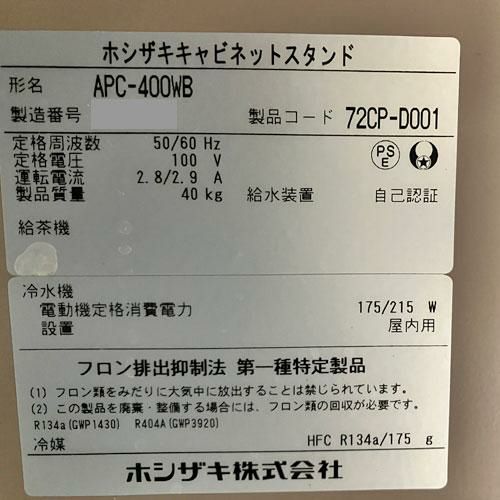 ホシザキキャビネットスタンド
形名 APC-400WB
製造番号 製品コード 72CP-D001
定格周波数 50/60 Hz
定格電圧 100 V
運転電流 2.8/2.9 A
製品質量 40 kg 給水装置 自己認証
PS
E
給茶機
冷水機
電動機定格消費電力 175/215 W
設置 屋内用
フロン排出抑制法 第一種特定製品
(1) フロン類をみだりに大気中に放出することは禁じられています。
(2) この製品を廃棄・整備する場合には、フロン類の回収が必要です。
R134a(GWP1430) R404A(GWP3920)
冷媒 HFC R134a/175 g
ホシザキ株式会社